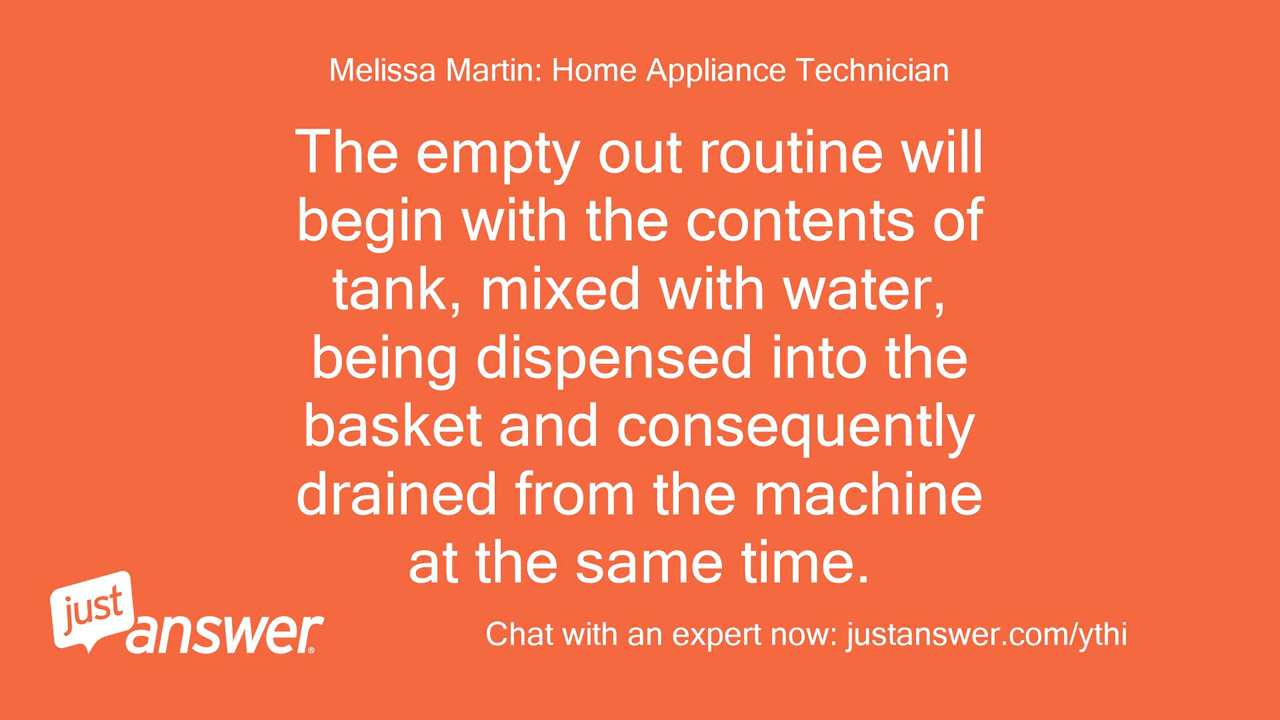 Melissa Martin: Home Appliance Technician
The empty out routine will
begin with the contents of
tank, mixed with water,
being dispensed into the
basket and consequently
drained from the machine
at the same time.
just
answer®
Chat with an expert now: justanswer.com/ythi